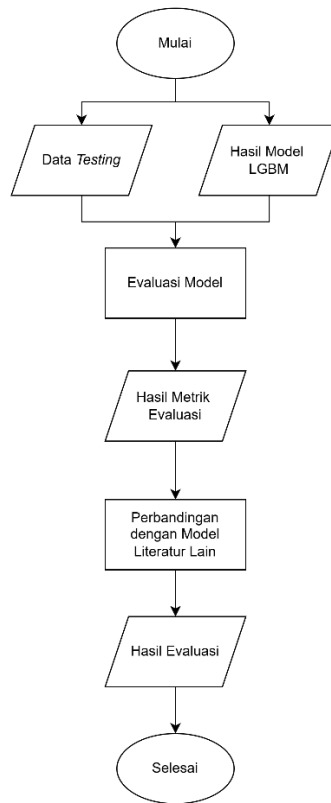 Mulai
Data Testing
Hasil Model
LGBM
Evaluasi Model
Hasil Metrik
Evaluasi
Perbandingan
dengan Model
Literatur Lain
Hasil Evaluasi
Selesai